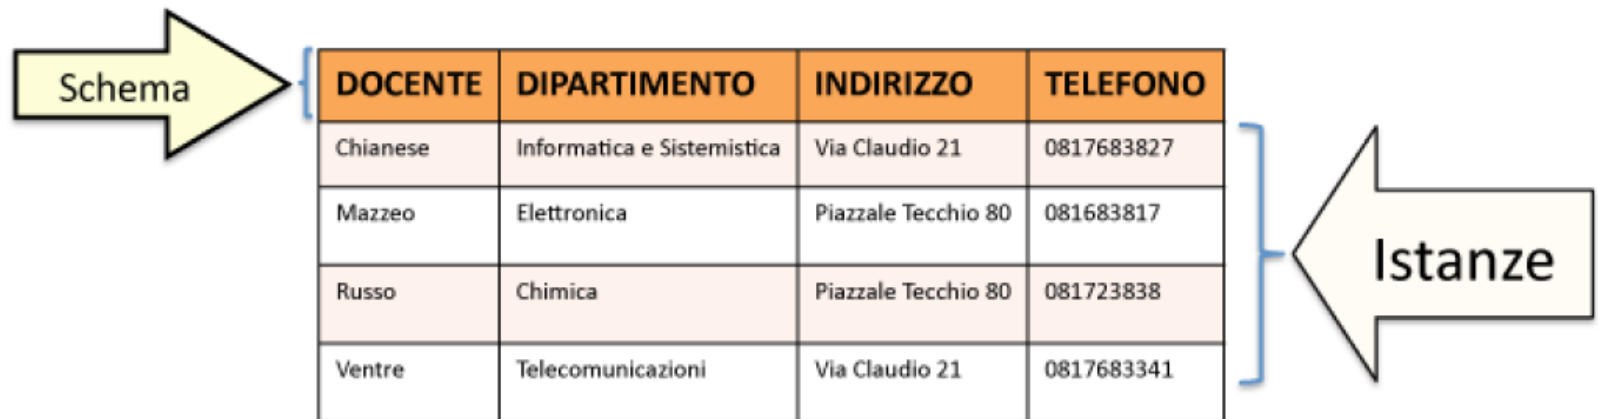 Schema
DOCENTE DIPARTIMENTO INDIRIZZO TELEFONO
Chianese Informatica e Sistemistica Via Claudio 21 0817683827
Mazzeo Elettronica Piazzale Tecchio 80 081683817
Russo Chimica Piazzale Tecchio 80 081723838
Ventre Telecomunicazioni Via Claudio 21 0817683341
Istanze